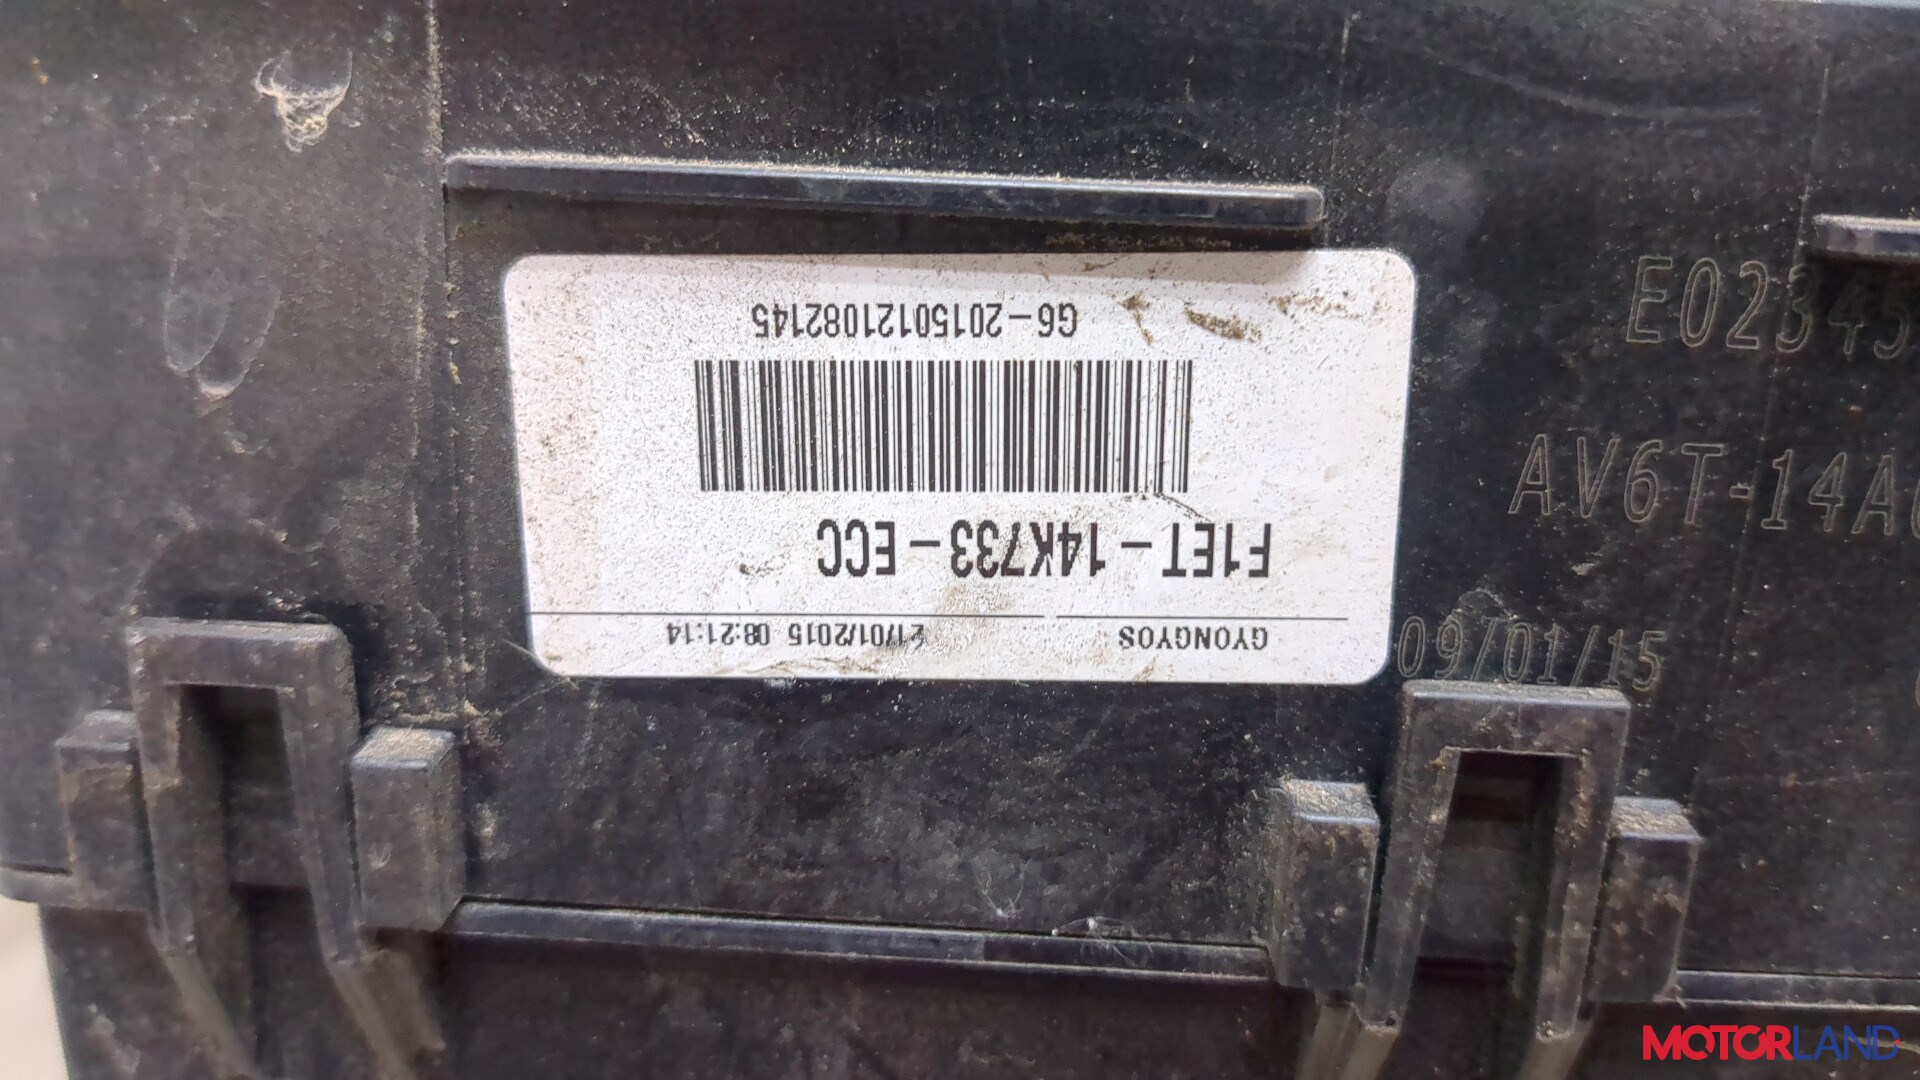 GYONGYOS 21/01/2015 08:21:14
F1ET-14K733-ECC
G6-20150121082145
E02345
AV6T-14A
09/01/15
MOTORLAND